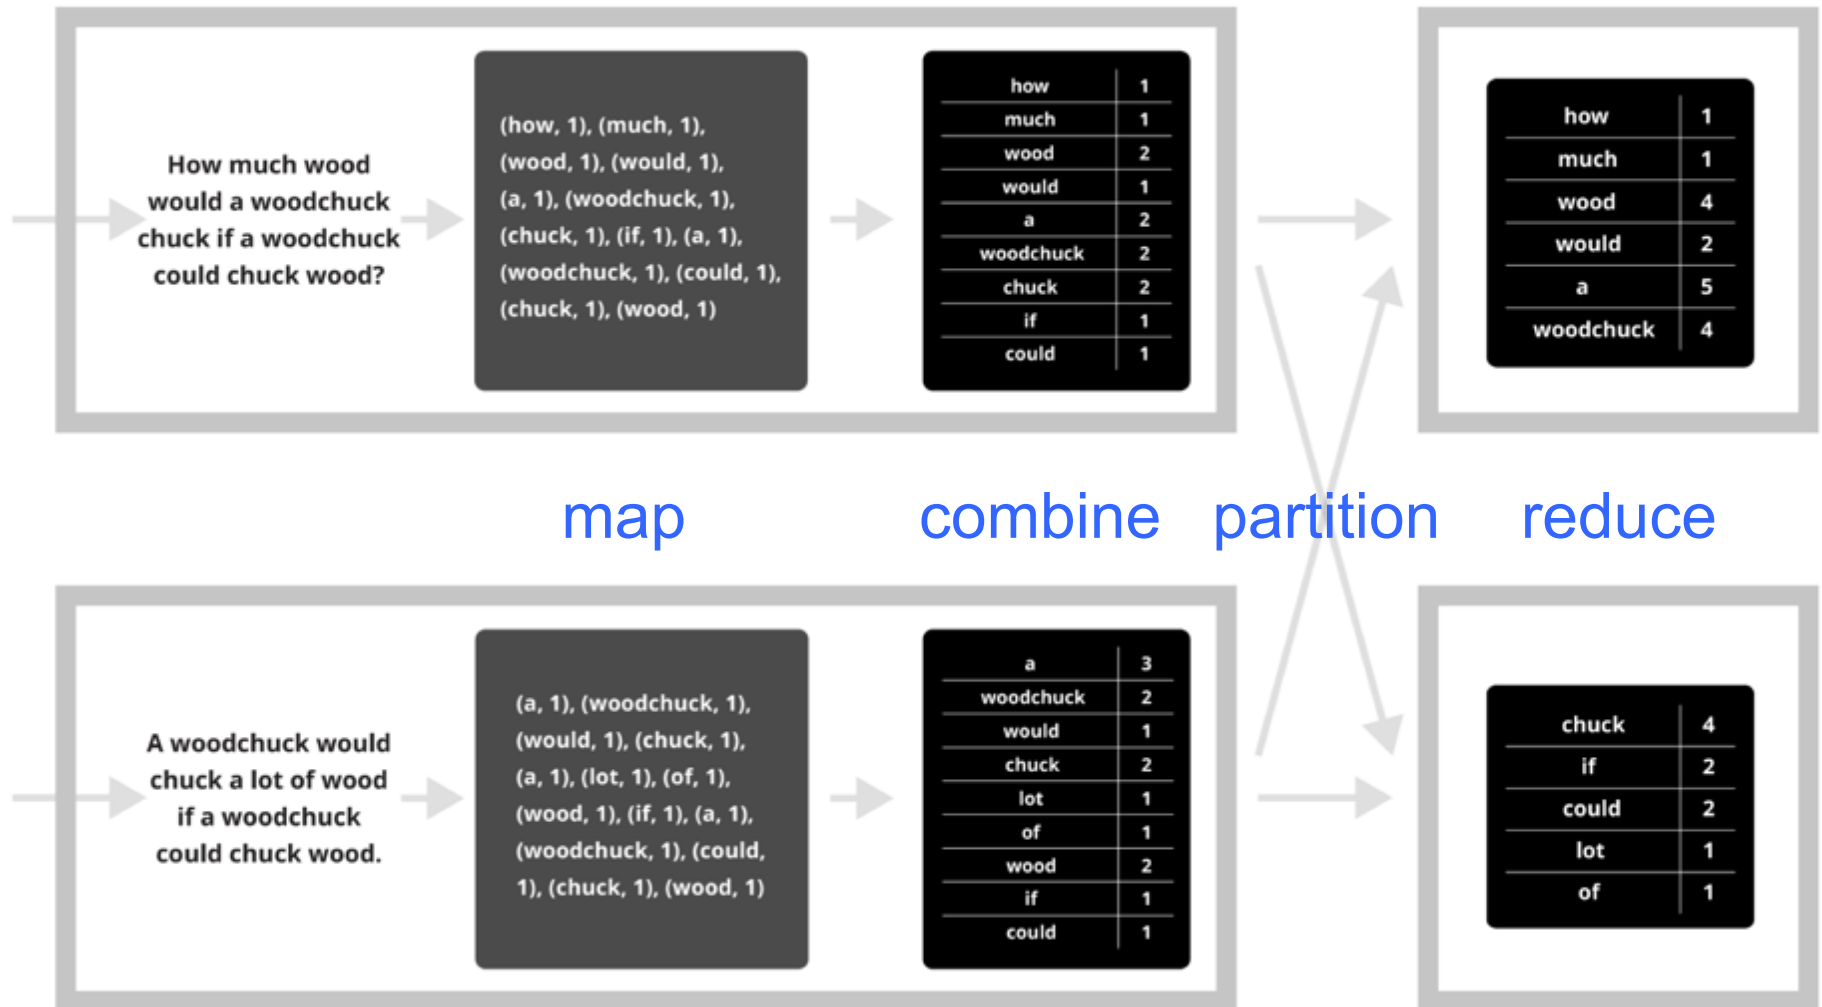 How much wood
would a woodchuck
chuck if a woodchuck
could chuck wood?
(how, 1), (much, 1),
(wood, 1), (would, 1),
(a, 1), (woodchuck, 1),
(chuck, 1), (if, 1), (a, 1),
(woodchuck, 1), (could, 1),
(chuck, 1), (wood, 1)
how 1
much 1
wood 2
would 1
a 2
woodchuck 2
chuck 2
if 1
could 1
how 1
much 1
wood 4
would 2
a 5
woodchuck 4
map combine partition reduce
A woodchuck would
chuck a lot of wood
if a woodchuck
could chuck wood.
(a, 1), (woodchuck, 1),
(would, 1), (chuck, 1),
(a, 1), (lot, 1), (of, 1),
(wood, 1), (if, 1), (a, 1),
(woodchuck, 1), (could,
1), (chuck, 1), (wood, 1)
a 3
woodchuck 2
would 1
chuck 2
lot 1
of 1
wood 2
if 1
could 1
chuck 4
if 2
could 2
lot 1
of 1